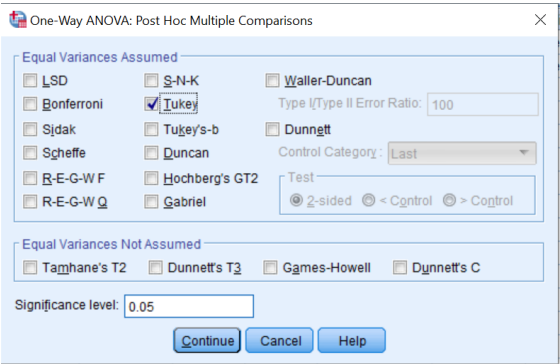 One-Way ANOVA: Post Hoc Multiple Comparisons
Equal Variances Assumed
LSD S-N-K Waller-Duncan
Bonferroni Tukey Type I/Type II Error Ratio: 100
Sidak Tukey's-b Dunnett
Scheffe Duncan Control Category : Last
R-E-G-W F Hochberg's GT2 Test
R-E-G-W Q Gabriel 2-sided < Control > Control
Equal Variances Not Assumed
Tamhane's T2 Dunnett's T3 Games-Howell Dunnett's C
Significance level: 0.05
Continue Cancel Help